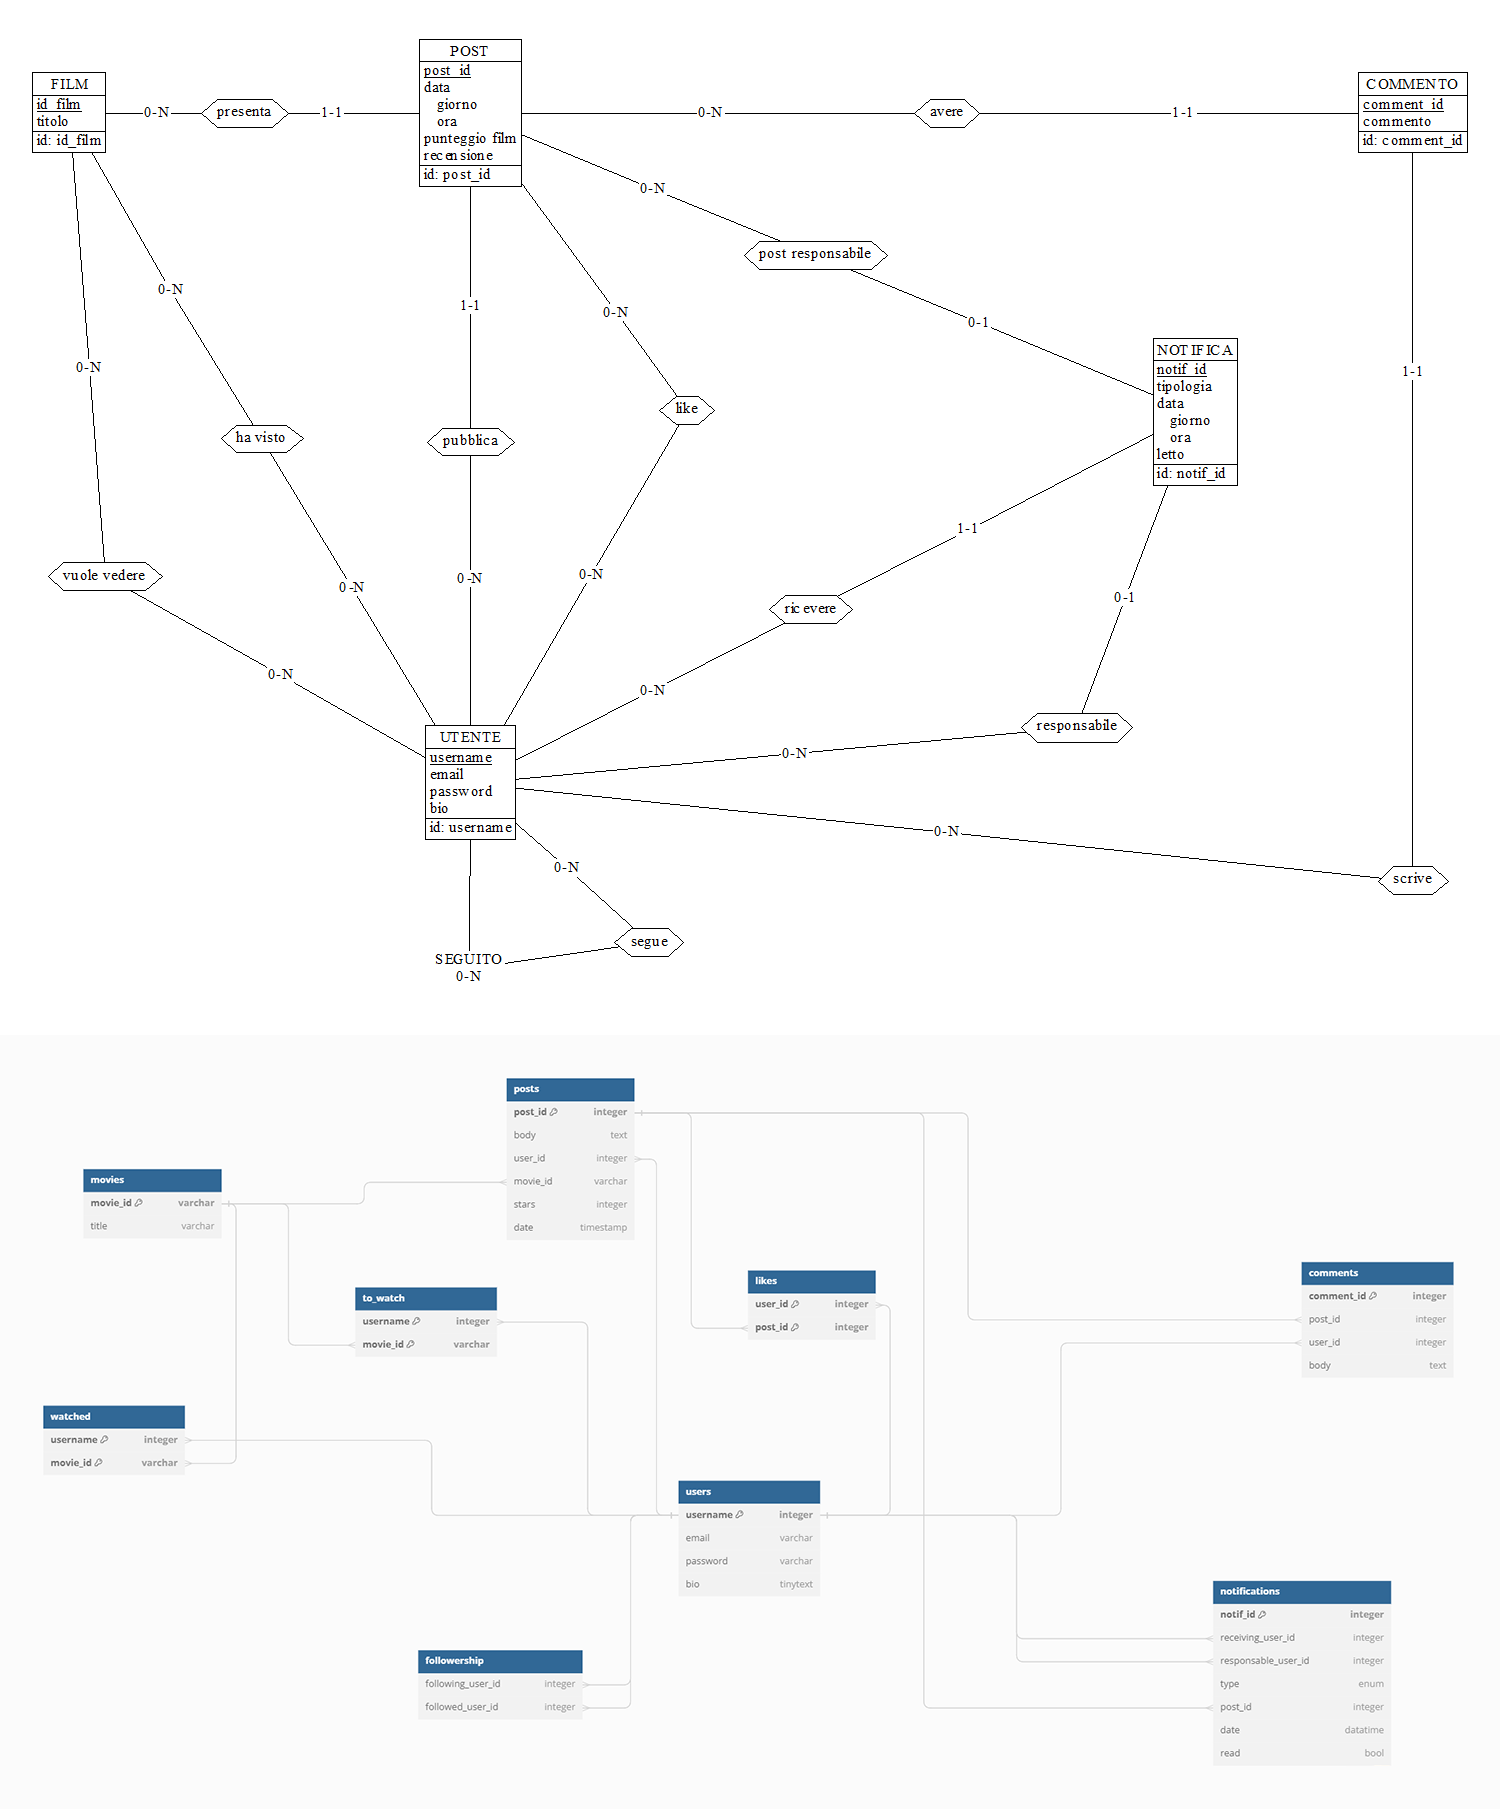 POST
post_id
data
giorno
ora
punteggio film
recensione
id: post_id
FILM
id_film
titolo
id: id_film
0-N
presenta
1-1
0-N
avere
1-1
COMMENTO
comment_id
commento
id: comment_id
0-N
post responsabile
0-1
0-N
0-N
1-1
0-N
NOTIFICA
notif_id
tipologia
data
giorno
ora
letto
id: notif_id
1-1
like
ha visto
pubblica
1-1
vuole vedere
0-N
0-N
0-N
ricevere
0-1
0-N
0-N
responsabile
0-N
UTENTE
username
email
password
bio
id: username
0-N
0-N
scrive
segue
SEGUITO
0-N
posts
post_id integer
body text
user_id integer
movie_id varchar
stars integer
date timestamp
movies
movie_id varchar
title varchar
to_watch
username integer
movie_id varchar
likes
user_id integer
post_id integer
comments
comment_id integer
post_id integer
user_id integer
body text
watched
username integer
movie_id varchar
users
username integer
email varchar
password varchar
bio tinytext
notifications
notif_id integer
receiving_user_id integer
responsable_user_id integer
type enum
post_id integer
date datatime
read bool
followership
following_user_id integer
followed_user_id integer